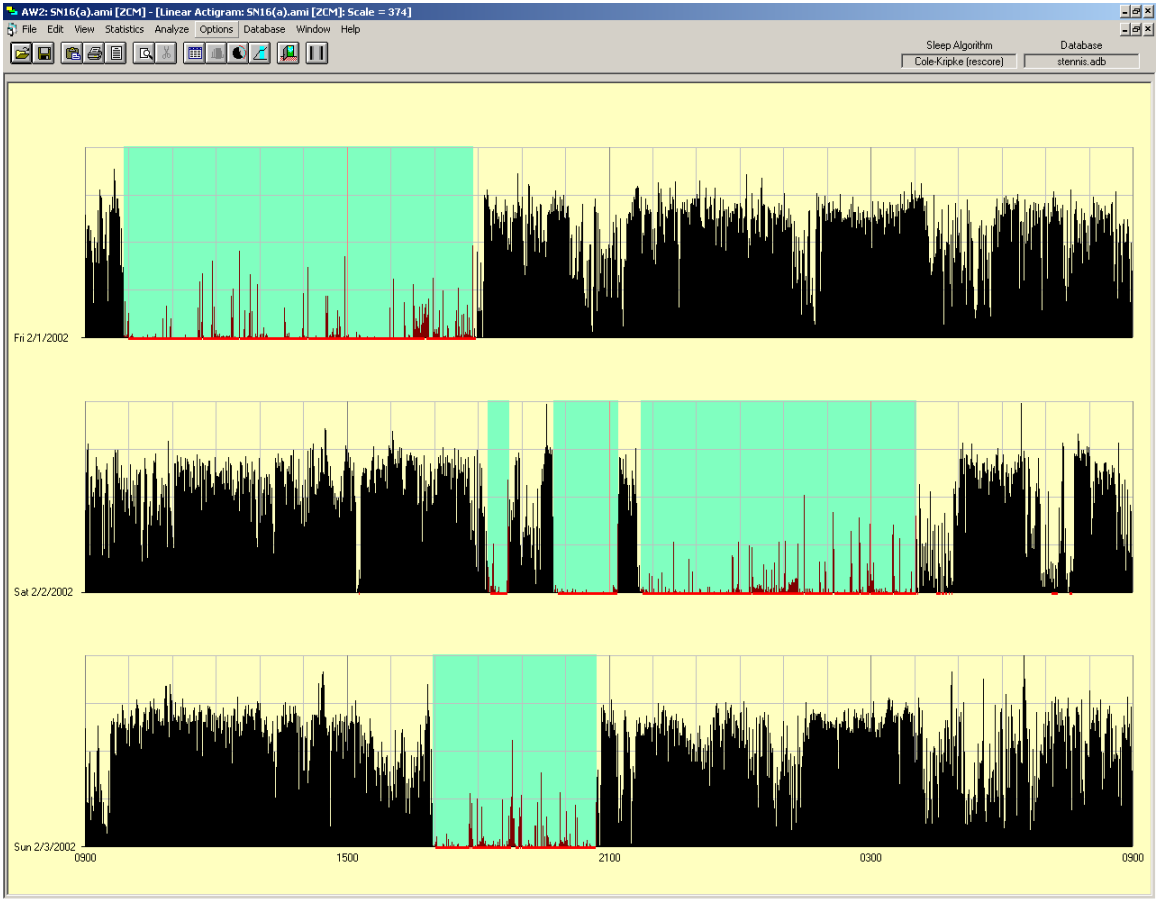 AW2: SN16(a).ami [ZCM] - [Linear Actigram: SN16(a).ami [ZCM]: Scale = 374]
File Edit View Statistics Analyze Options Database Window Help
Sleep Algorithm Database
Cole-Kripke (rescore) stennis.adb
Fri 2/1/2002
Sat 2/2/2002
Sun 2/3/2002
0900 1500 2100 0300 0900